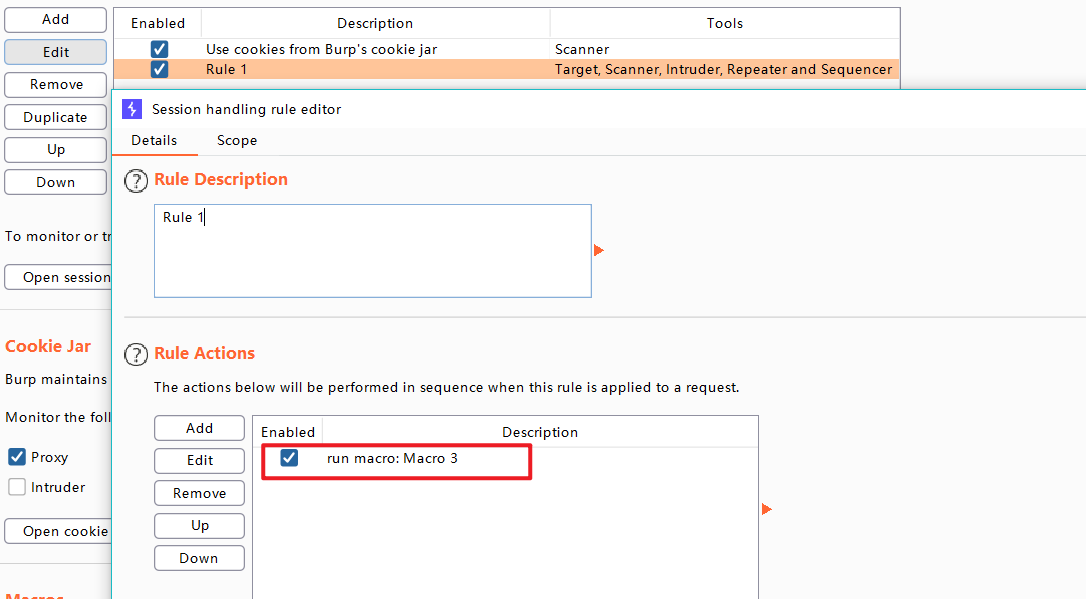 Add
Enabled Description Tools
Edit
Use cookies from Burp's cookie jar Scanner
Rule 1 Target, Scanner, Intruder, Repeater and Sequencer
Remove
Duplicate
Up
Down
Session handling rule editor
Details Scope
? Rule Description
Rule 1
To monitor or tr
Open session
Cookie Jar
Burp maintains
Monitor the foll
Proxy
Intruder
Open cookie
Macros
? Rule Actions
The actions below will be performed in sequence when this rule is applied to a request.
Add
Edit
Remove
Up
Down
Enabled Description
run macro: Macro 3